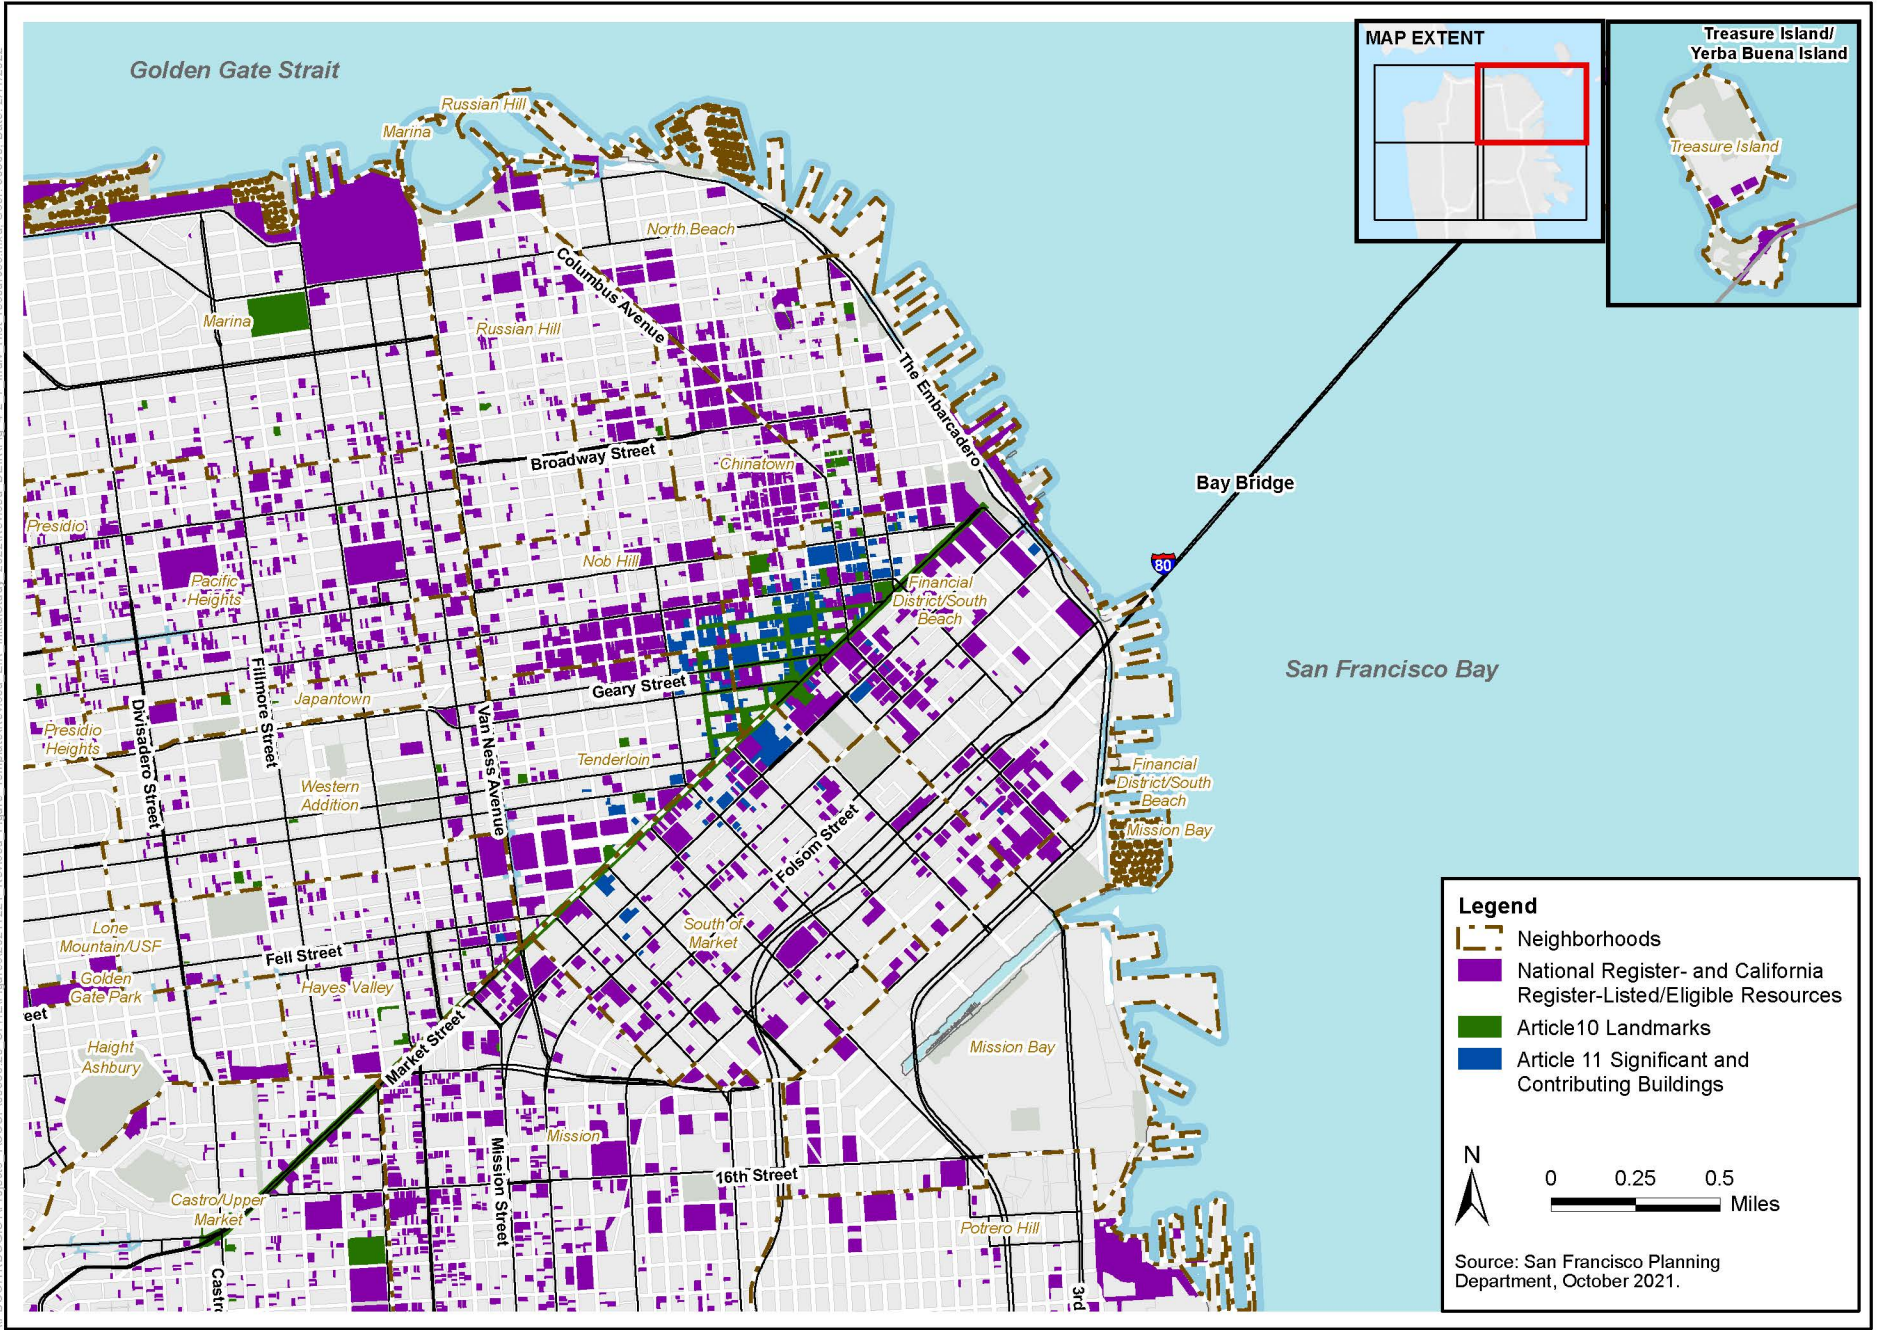 Golden Gate Strait
Russian Hill
Marina
MAP EXTENT
Treasure Island/
Yerba Buena Island
Treasure Island
North Beach
Columbus Avenue
Marina
Russian Hill
The Embarcadero
Broadway Street
Chinatown
Bay Bridge
Presidio
Nob Hill
80
Pacific
Heights
Financial
District/South
Beach
San Francisco Bay
Geary Street
Japantown
Fillmore Street
Divisadero Street
Van Ness Avenue
Presidio
Heights
Tenderloin
Western
Addition
Financial
District/South
Beach
Mission Bay
Folsom Street
Lone
Mountain/USF
South of
Market
Fell Street
Golden
Gate Park
Hayes Valley
eet
Market Street
Haight
Ashbury
Mission Bay
Mission
Mission Street
16th Street
Castro/Upper
Market
Potrero Hill
Castro
3rd
Legend
Neighborhoods
National Register- and California
Register-Listed/Eligible Resources
Article10 Landmarks
Article 11 Significant and
Contributing Buildings
N
0 0.25 0.5
Miles
Source: San Francisco Planning
Department, October 2021.